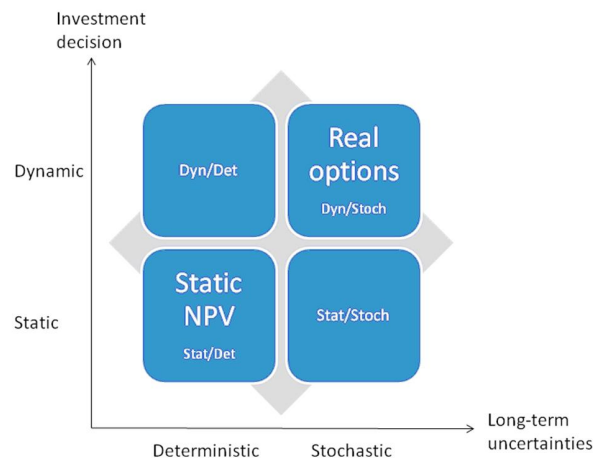 Investment
decision
Dynamic
Dyn/Det
Real
options
Dyn/Stoch
Static
Static
NPV
Stat/Det
Stat/Stoch
Deterministic
Stochastic
Long-term
uncertainties